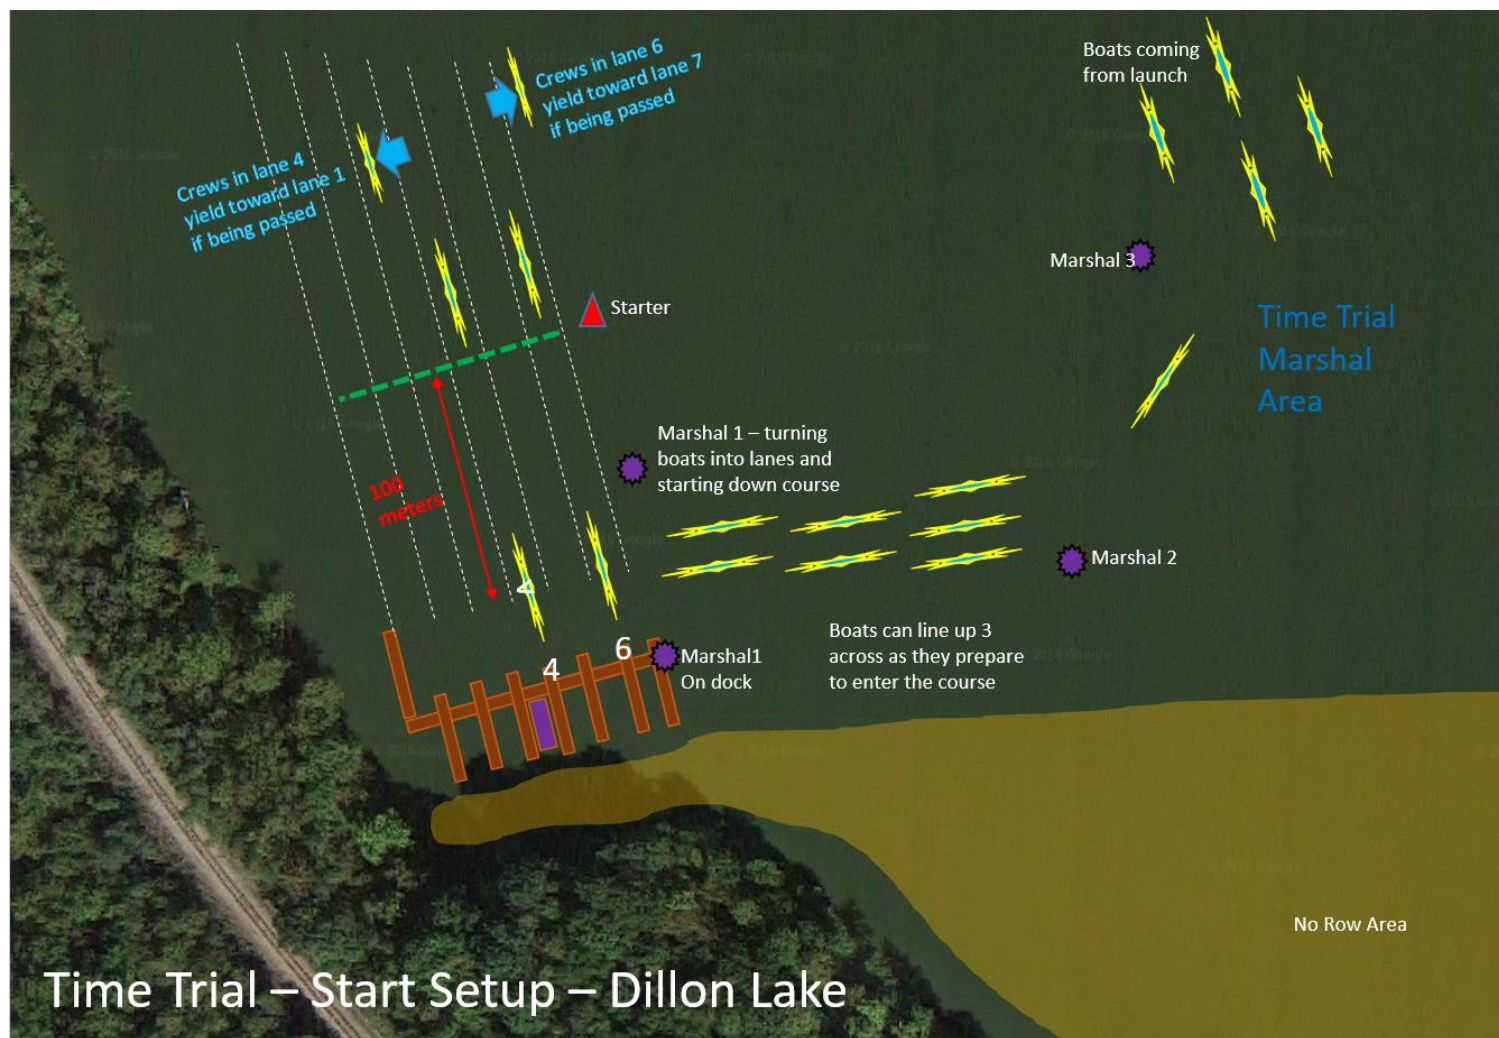 Crews in lane 6
yield toward lane 7
if being passed
Boats coming
from launch
Crews in lane 4
yield toward lane 1
if being passed
Marshal 3
Starter
Time Trial
Marshal
Area
Marshal 1 – turning
boats into lanes and
starting down course
100
meters
Marshal 2
V
6
4
Marshal1
On dock
Boats can line up 3
across as they prepare
to enter the course
No Row Area
Time Trial – Start Setup – Dillon Lake